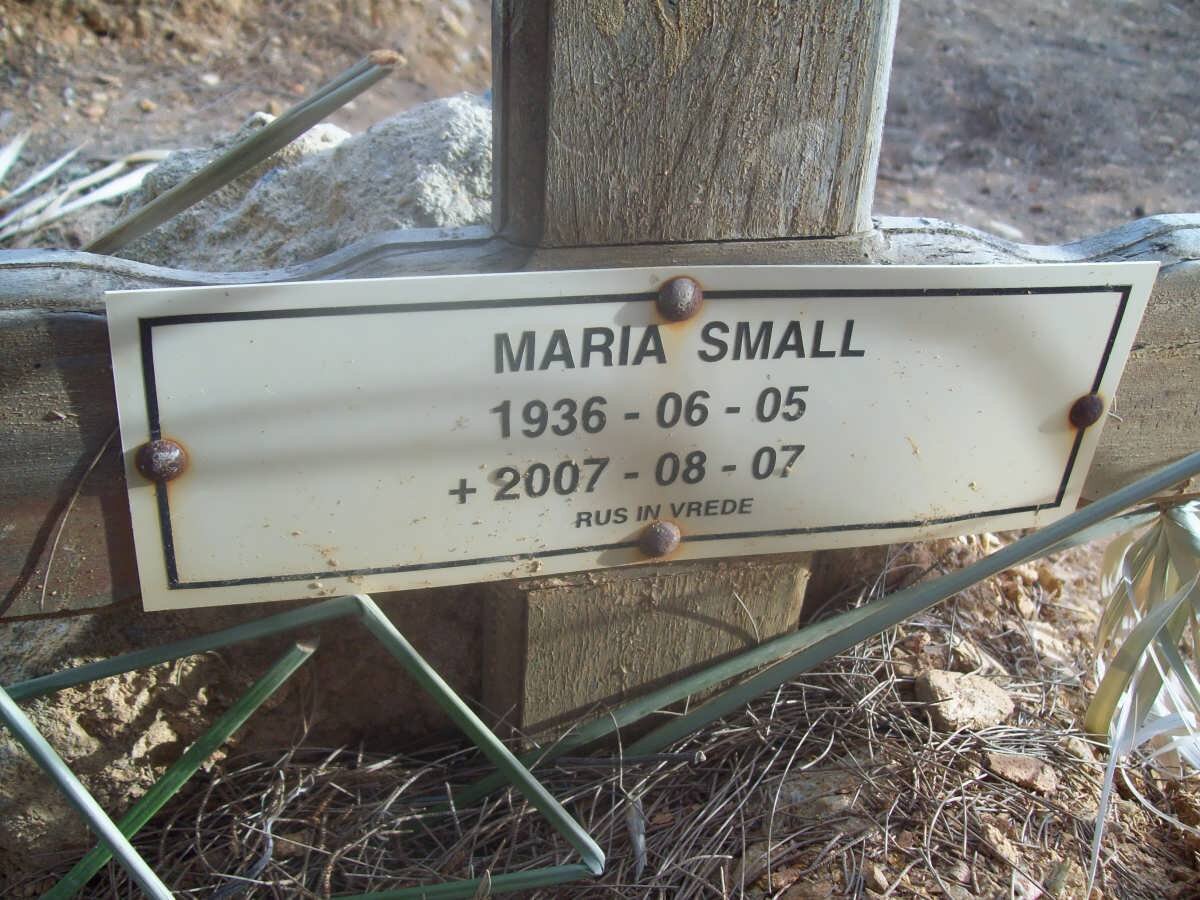 MARIA SMALL
1936 - 06 - 05
+ 2007 - 08 - 07
RUS IN VREDE